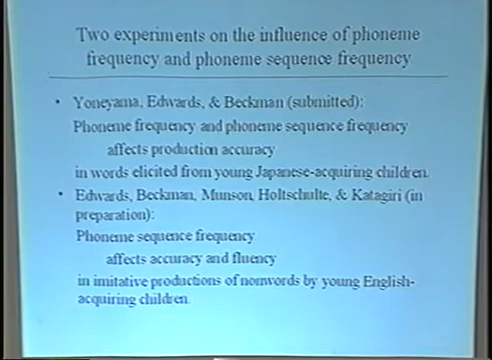 Two experiments on the influence of phoneme
frequency and phoneme sequence frequency
• Yoneyama, Edwards, & Beckman (submitted):
Phoneme frequency and phoneme sequence frequency
affects production accuracy
in words elicited from young Japanese-acquiring children.
• Edwards, Beckman, Munson, Holtschulte, & Katagiri (in
preparation):
Phoneme sequence frequency
affects accuracy and fluency
in imitative productions of nonwords by young English-
acquiring children.